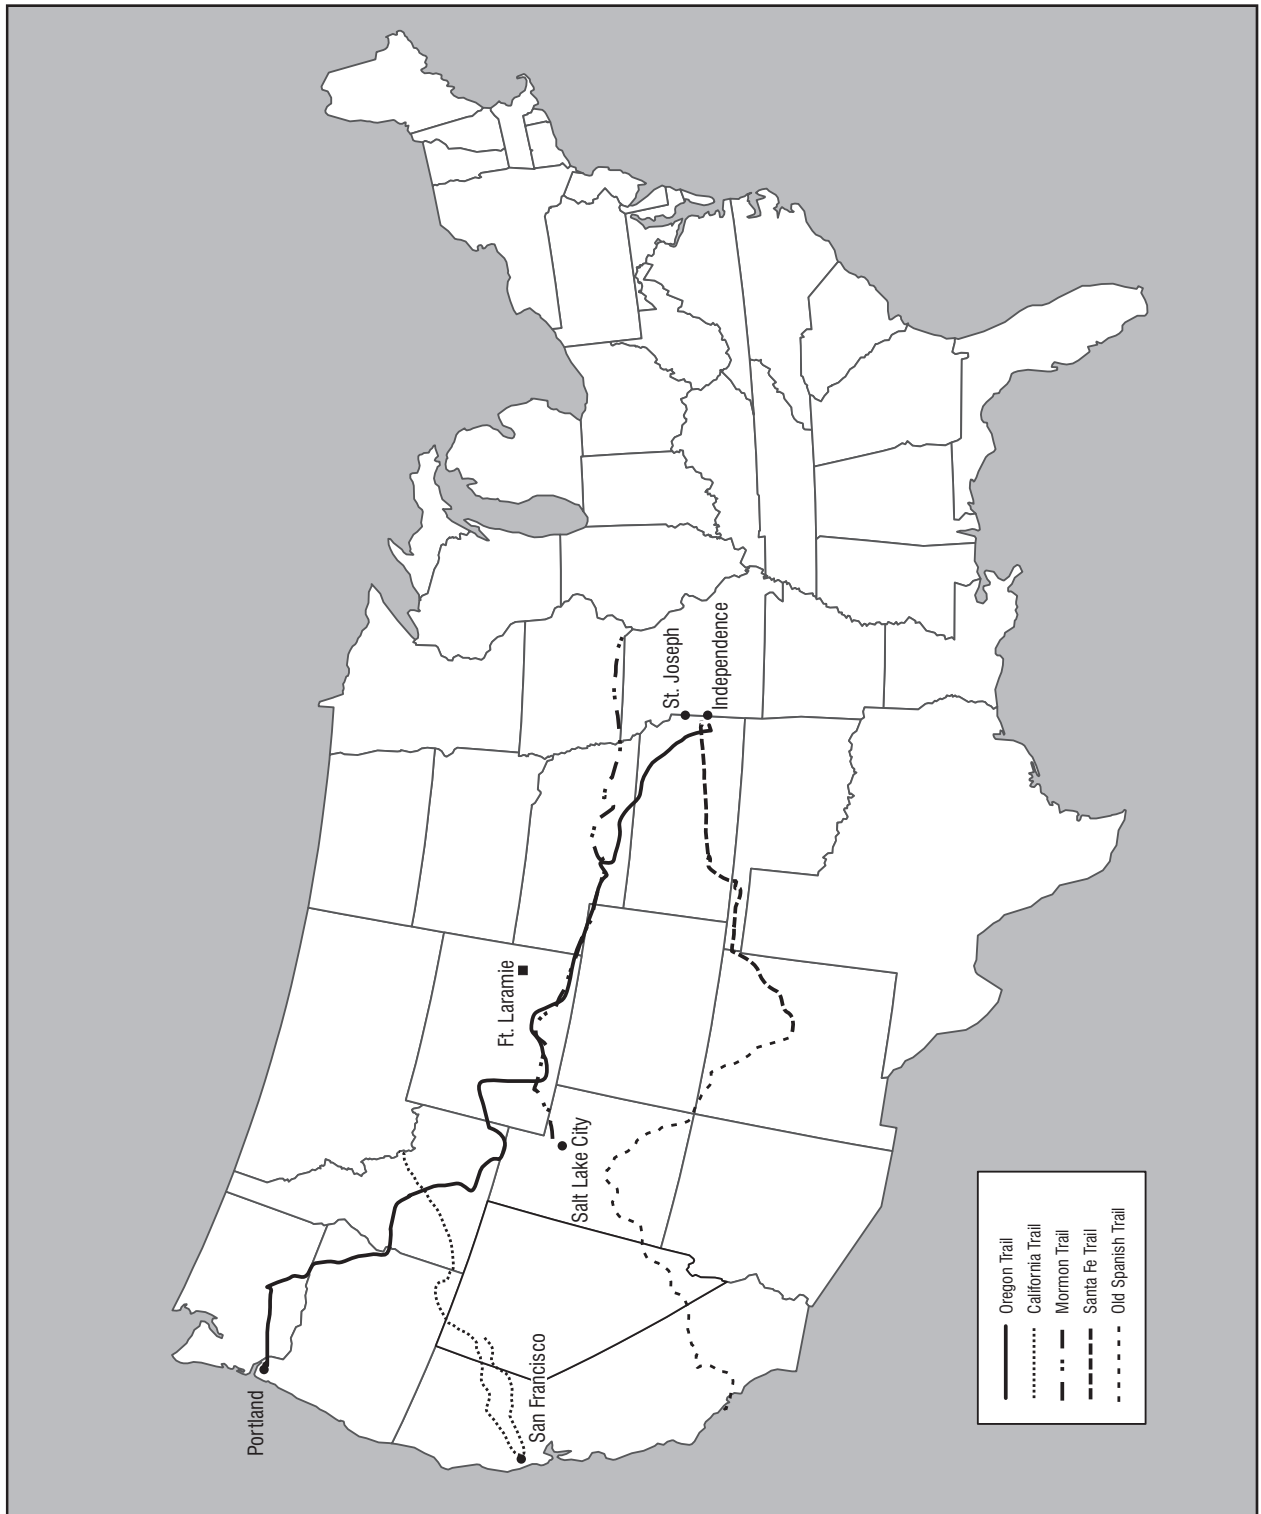 Portland
San Francisco
Salt Lake City
Ft. Laramie
St. Joseph
Independence
Oregon Trail
California Trail
Mormon Trail
Santa Fe Trail
Old Spanish Trail